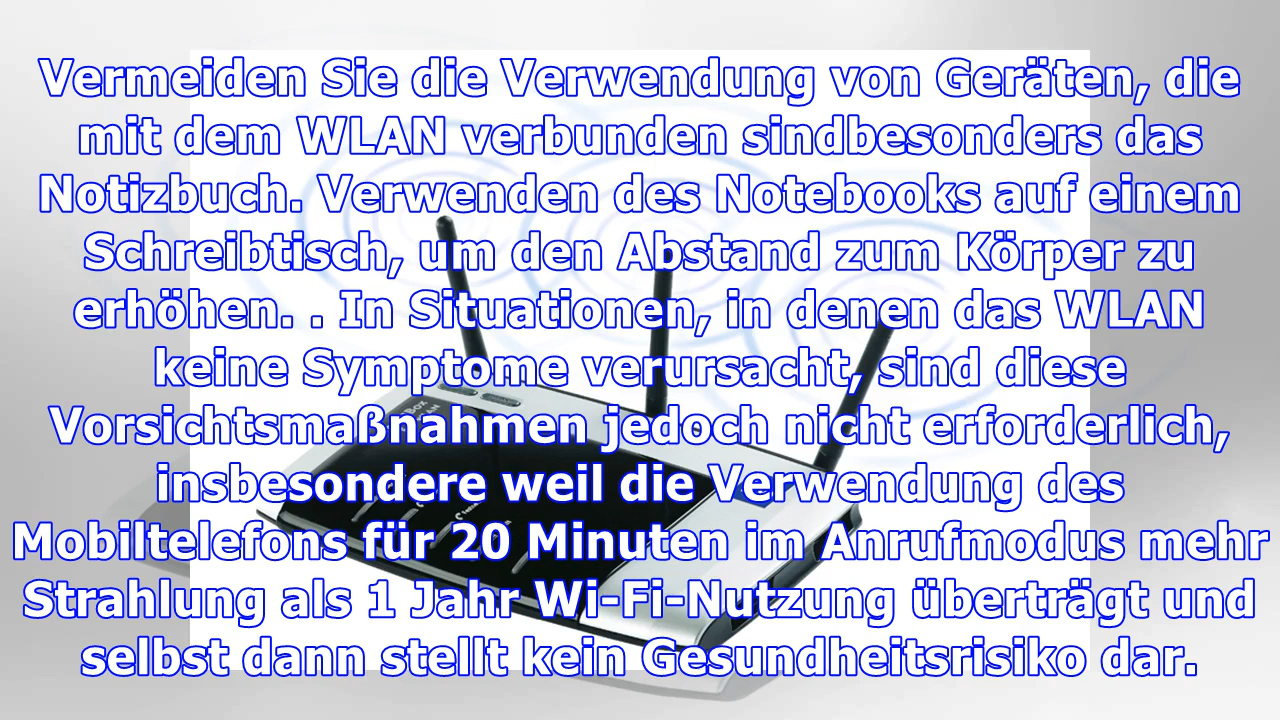 Vermeiden Sie die Verwendung von Geräten, die
mit dem WLAN verbunden sindbesonders das
Notizbuch. Verwenden des Notebooks auf einem
Schreibtisch, um den Abstand zum Körper zu
erhöhen. . In Situationen, in denen das WLAN
keine Symptome verursacht, sind diese
Vorsichtsmaßnahmen jedoch nicht erforderlich,
insbesondere weil die Verwendung des
Mobiltelefons für 20 Minuten im Anrufmodus mehr
Strahlung als 1 Jahr Wi-Fi-Nutzung überträgt und
selbst dann stellt kein Gesundheitsrisiko dar.